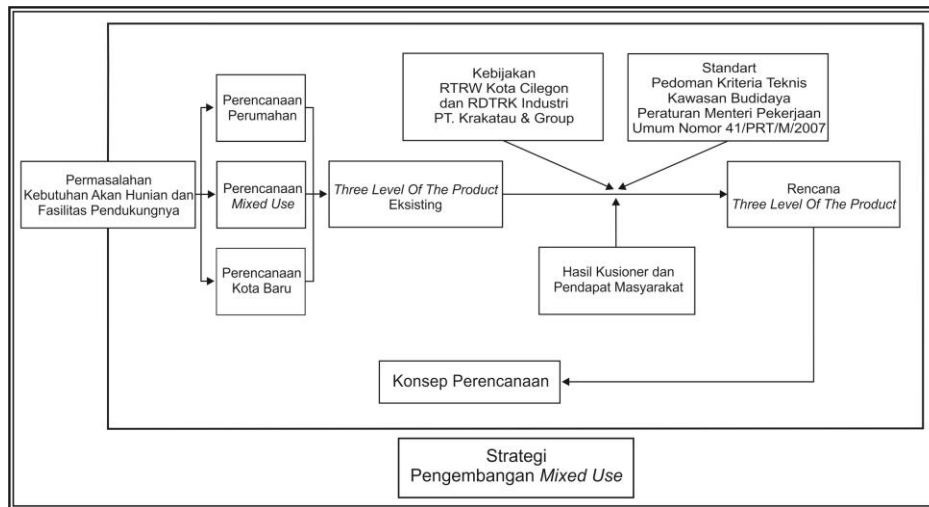 Kebijakan
RTRW Kota Cilegon
dan RDTRK Industri
PT. Krakatau & Group
Standart
Pedoman Kriteria Teknis
Kawasan Budidaya
Peraturan Menteri Pekerjaan
Umum Nomor 41/PRT/M/2007
Perencanaan
Perumahan
Permasalahan
Kebutuhan Akan Hunian dan
Fasilitas Pendukungnya
Perencanaan
Mixed Use
Three Level Of The Product
Eksisting
Rencana
Three Level Of The Product
Perencanaan
Kota Baru
Hasil Kusioner dan
Pendapat Masyarakat
Konsep Perencanaan
Strategi
Pengembangan Mixed Use